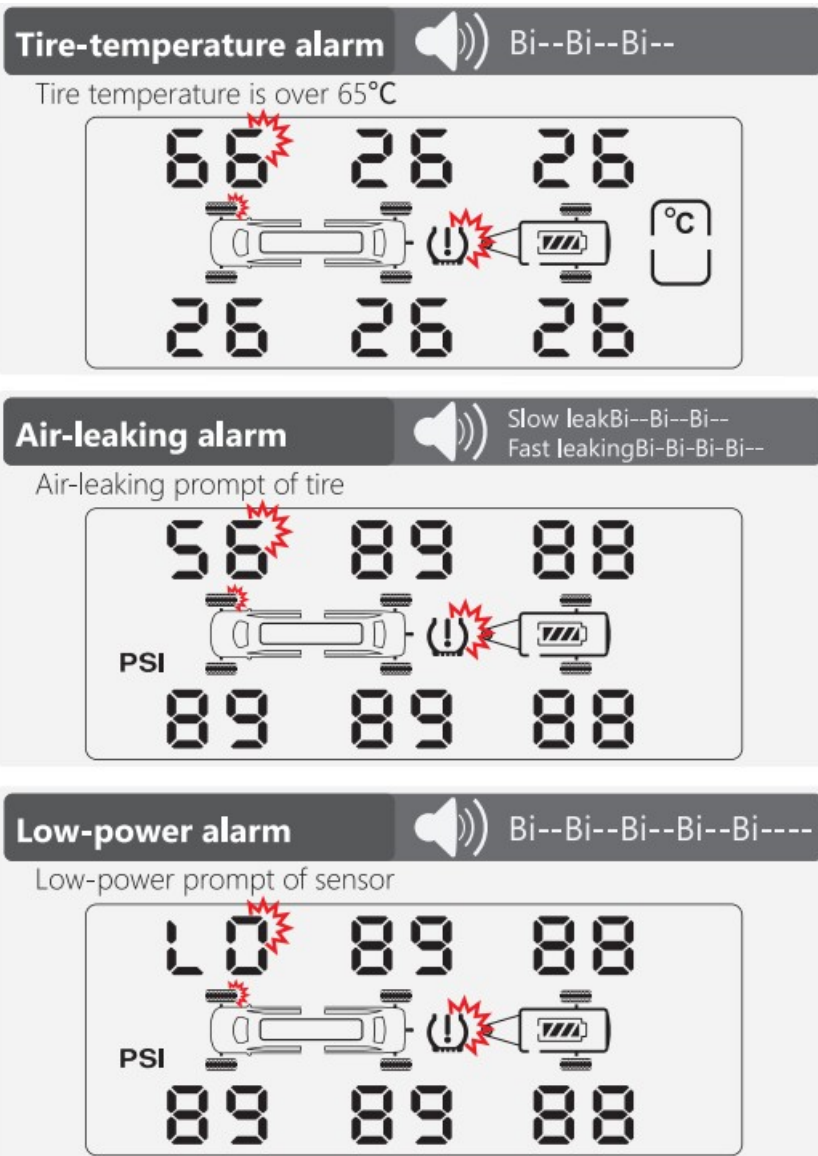 Tire-temperature alarm Bi--Bi--Bi--
Tire temperature is over 65°C
66 26 26
°C
26 26 26
Air-leaking alarm
Slow leakBi--Bi--Bi--
Fast leakingBi-Bi-Bi-Bi--
Air-leaking prompt of tire
56 89 88
PSI
89 89 88
Low-power alarm Bi--Bi--Bi--Bi--Bi----
Low-power prompt of sensor
LO 89 88
PSI
89 89 88